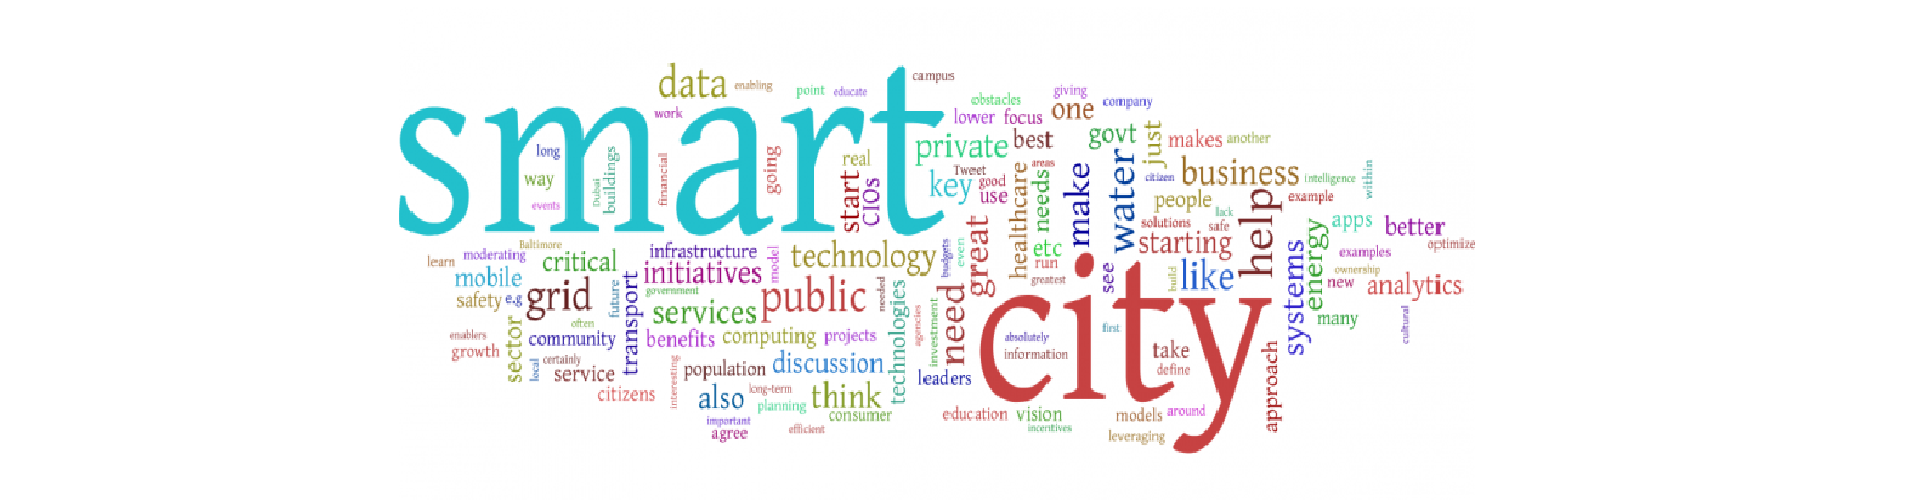 smart
city
data
enabling
point
educate
campus
work
obstacles
giving
lower
focus
one
company
long
way
Dubai
buildings
events
financial
going
real
start
CIOs
private
best
govt
just
makes
another
Tweet
areas
key
good
use
healthcare
needs
make
water
citizen
business
intelligence
within
people
example
lack
solutions
safe
help
apps
better
optimize
learn
moderating
Baltimore
critical
infrastructure
model
technology
budgets
even
great
etc
run
greatest
starting
see
build
like
systems
energy
examples
ownership
new
analytics
many
cultural
mobile
safety
e.g
grid
future
transport
initiatives
government
services
public
needed
technologies
agencies
investment
need
enablers
growth
sector
often
community
local
certainly
service
citizens
benefits
computing
projects
interesting
population
discussion
leaders
also
long-term
planning
think
consumer
important
agree
efficient
absolutely
information
first
take
define
approach
education
vision
incentives
models
around
leveraging